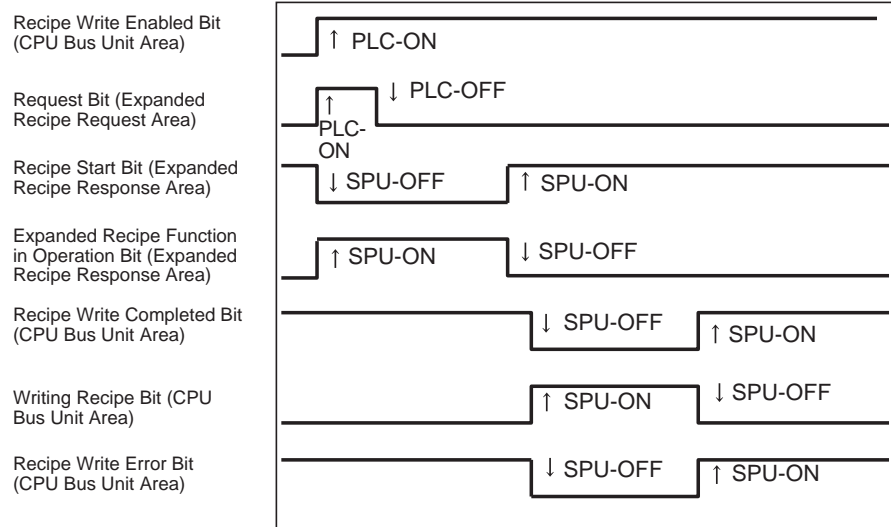 Recipe Write Enabled Bit
(CPU Bus Unit Area)
↑ PLC-ON
Request Bit (Expanded
Recipe Request Area)
↑
PLC-
ON
↓ PLC-OFF
Recipe Start Bit (Expanded
Recipe Response Area)
↓ SPU-OFF
↑ SPU-ON
Expanded Recipe Function
in Operation Bit (Expanded
Recipe Response Area)
↑ SPU-ON
↓ SPU-OFF
Recipe Write Completed Bit
(CPU Bus Unit Area)
↓ SPU-OFF
↑ SPU-ON
Writing Recipe Bit (CPU
Bus Unit Area)
↑ SPU-ON
↓ SPU-OFF
Recipe Write Error Bit
(CPU Bus Unit Area)
↓ SPU-OFF
↑ SPU-ON